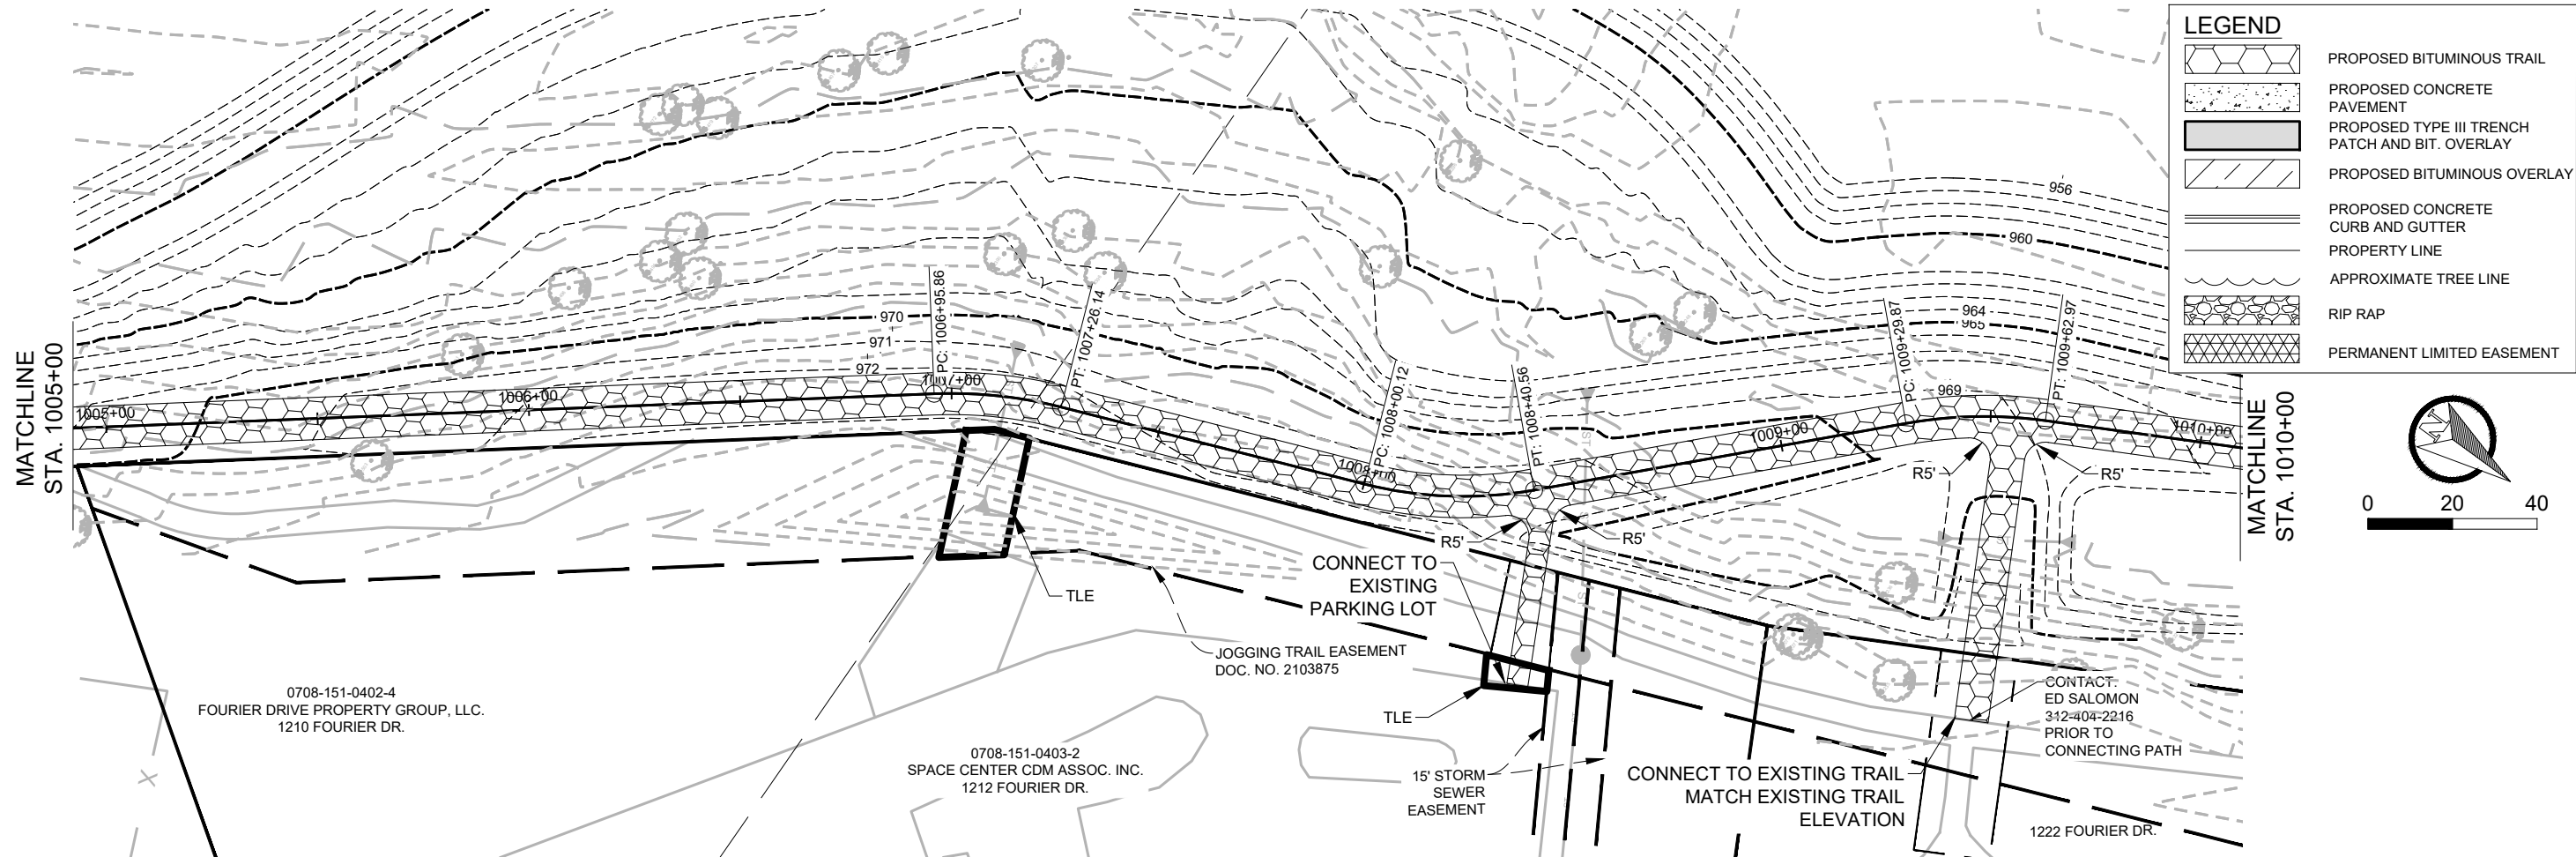 LEGEND
PROPOSED BITUMINOUS TRAIL
PROPOSED CONCRETE
PAVEMENT
PROPOSED TYPE III TRENCH
PATCH AND BIT. OVERLAY
PROPOSED BITUMINOUS OVERLAY
PROPOSED CONCRETE
CURB AND GUTTER
PROPERTY LINE
APPROXIMATE TREE LINE
RIP RAP
PERMANENT LIMITED EASEMENT
956
960
964
965
969
970
971
972
MATCHLINE
STA. 1005+00
1005+00
1006+00
1007+00
PC: 1006+95.86
PT: 1007+26.14
1008+00
PC: 1008+00.12
PT: 1008+40.56
1009+00
PC: 1009+29.87
PT: 1009+62.97
1010+00
MATCHLINE
STA. 1010+00
N
0 20 40
R5'
R5'
R5'
R5'
CONNECT TO
EXISTING
PARKING LOT
TLE
JOGGING TRAIL EASEMENT
DOC. NO. 2103875
TLE
0708-151-0402-4
FOURIER DRIVE PROPERTY GROUP, LLC.
1210 FOURIER DR.
0708-151-0403-2
SPACE CENTER CDM ASSOC. INC.
1212 FOURIER DR.
15' STORM
SEWER
EASEMENT
CONNECT TO EXISTING TRAIL
MATCH EXISTING TRAIL
ELEVATION
CONTACT:
ED SALOMON
312-404-2216
PRIOR TO
CONNECTING PATH
1222 FOURIER DR.
X
ST
ST